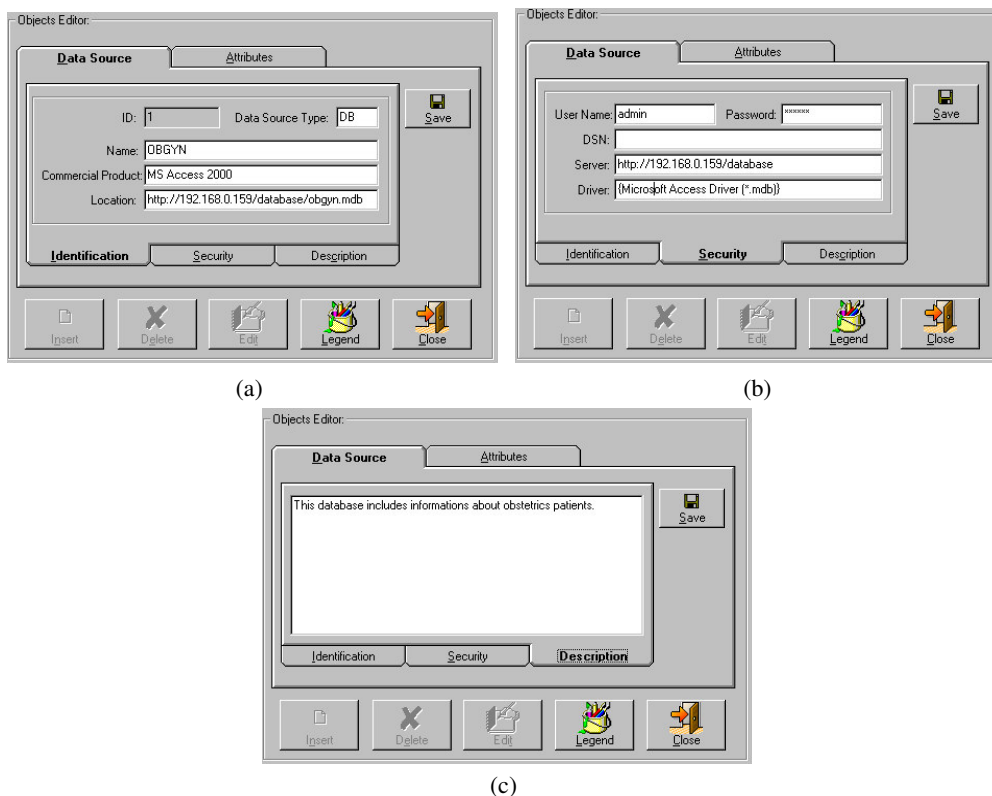 Objects Editor:
Data Source Attributes
ID: 1 Data Source Type: DB
Name: OBGYN
Commercial Product: MS Access 2000
Location: http://192.168.0.159/database/obgyn.mdb
Save
Identification Security Description
Insert Delete Edit Legend Close
(a)
Objects Editor:
Data Source Attributes
User Name: admin Password: ******
DSN:
Server: http://192.168.0.159/database
Driver: {Microsoft Access Driver (*.mdb)}
Save
Identification Security Description
Insert Delete Edit Legend Close
(b)
Objects Editor:
Data Source Attributes
This database includes informations about obstetrics patients.
Save
Identification Security Description
Insert Delete Edit Legend Close
(c)